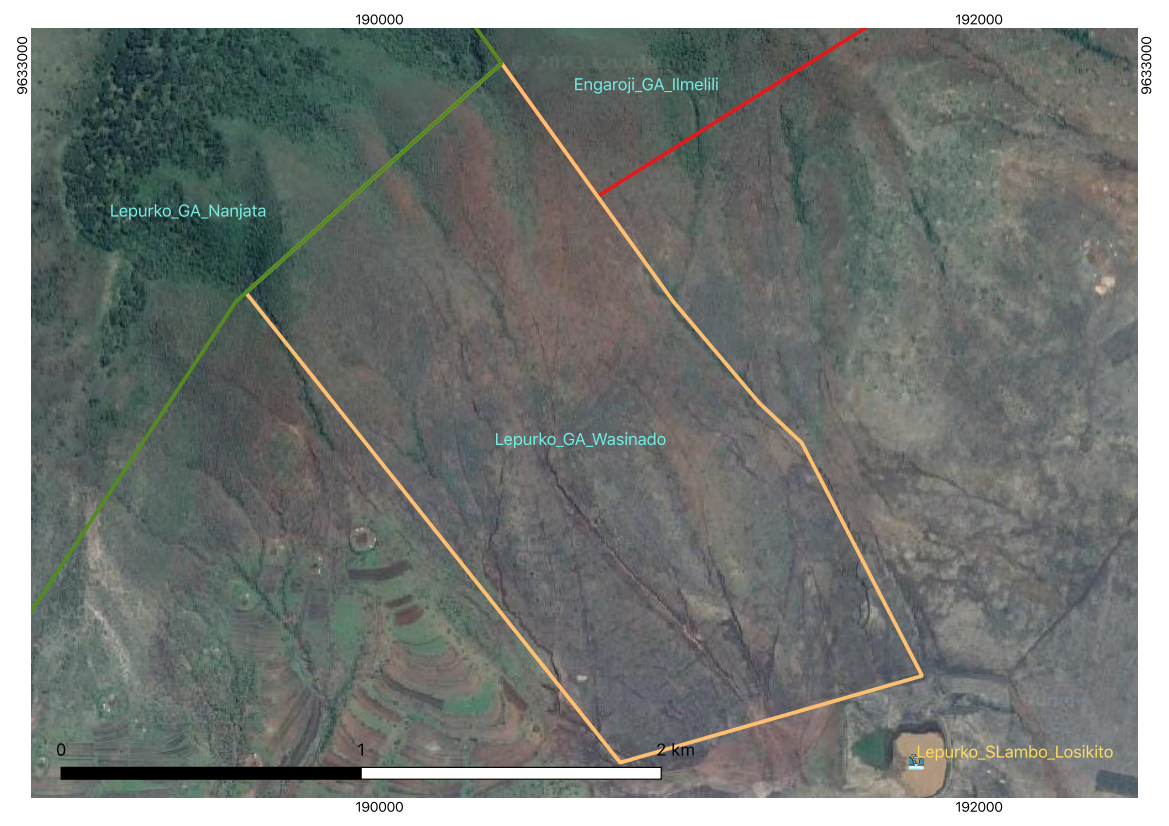 190000
192000
9633000
9633000
Engaroji_GA_Ilmelili
Lepurko_GA_Nanjata
Lepurko_GA_Wasinado
0
1
2 km
Lepurko_SLambo_Losikito
190000
192000